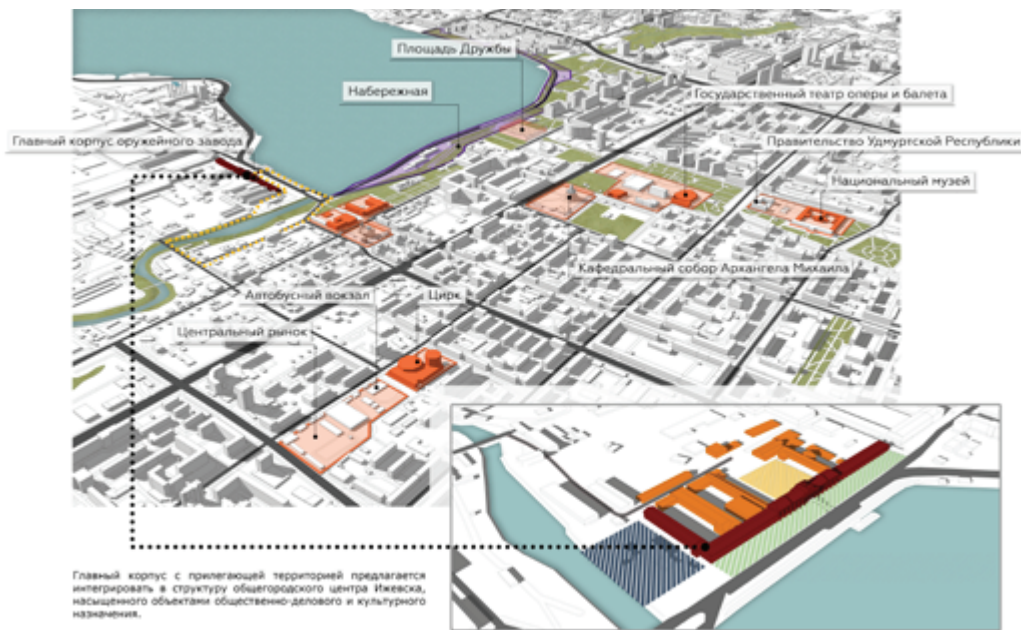 Площадь Дружбы
Набережная
Государственный театр оперы и балета
Главный корпус оружейного завода
Правительство Удмуртской Республики
Национальный музей
Кафедральный собор Архангела Михаила
Автобусный вокзал
Цирк
Центральный рынок
Главный корпус с прилегающей территорией предлагается
интегрировать в структуру общегородского центра Ижевска,
насыщенного объектами общественно-делового и культурного
назначения.